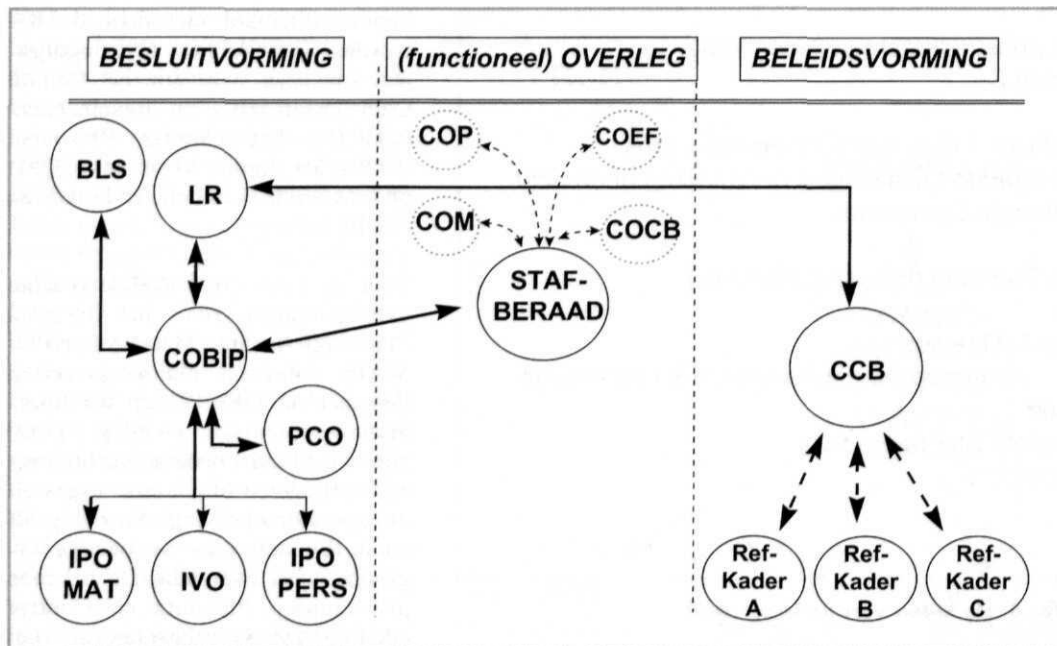 BESLUITVORMING
(functioneel) OVERLEG
BELEIDSVORMING
BLS
LR
COP
COEF
COM
COCB
STAF-
BERAAD
COBIP
CCB
PCO
IPO
MAT
IVO
IPO
PERS
Ref-
Kader
A
Ref-
Kader
B
Ref-
Kader
C